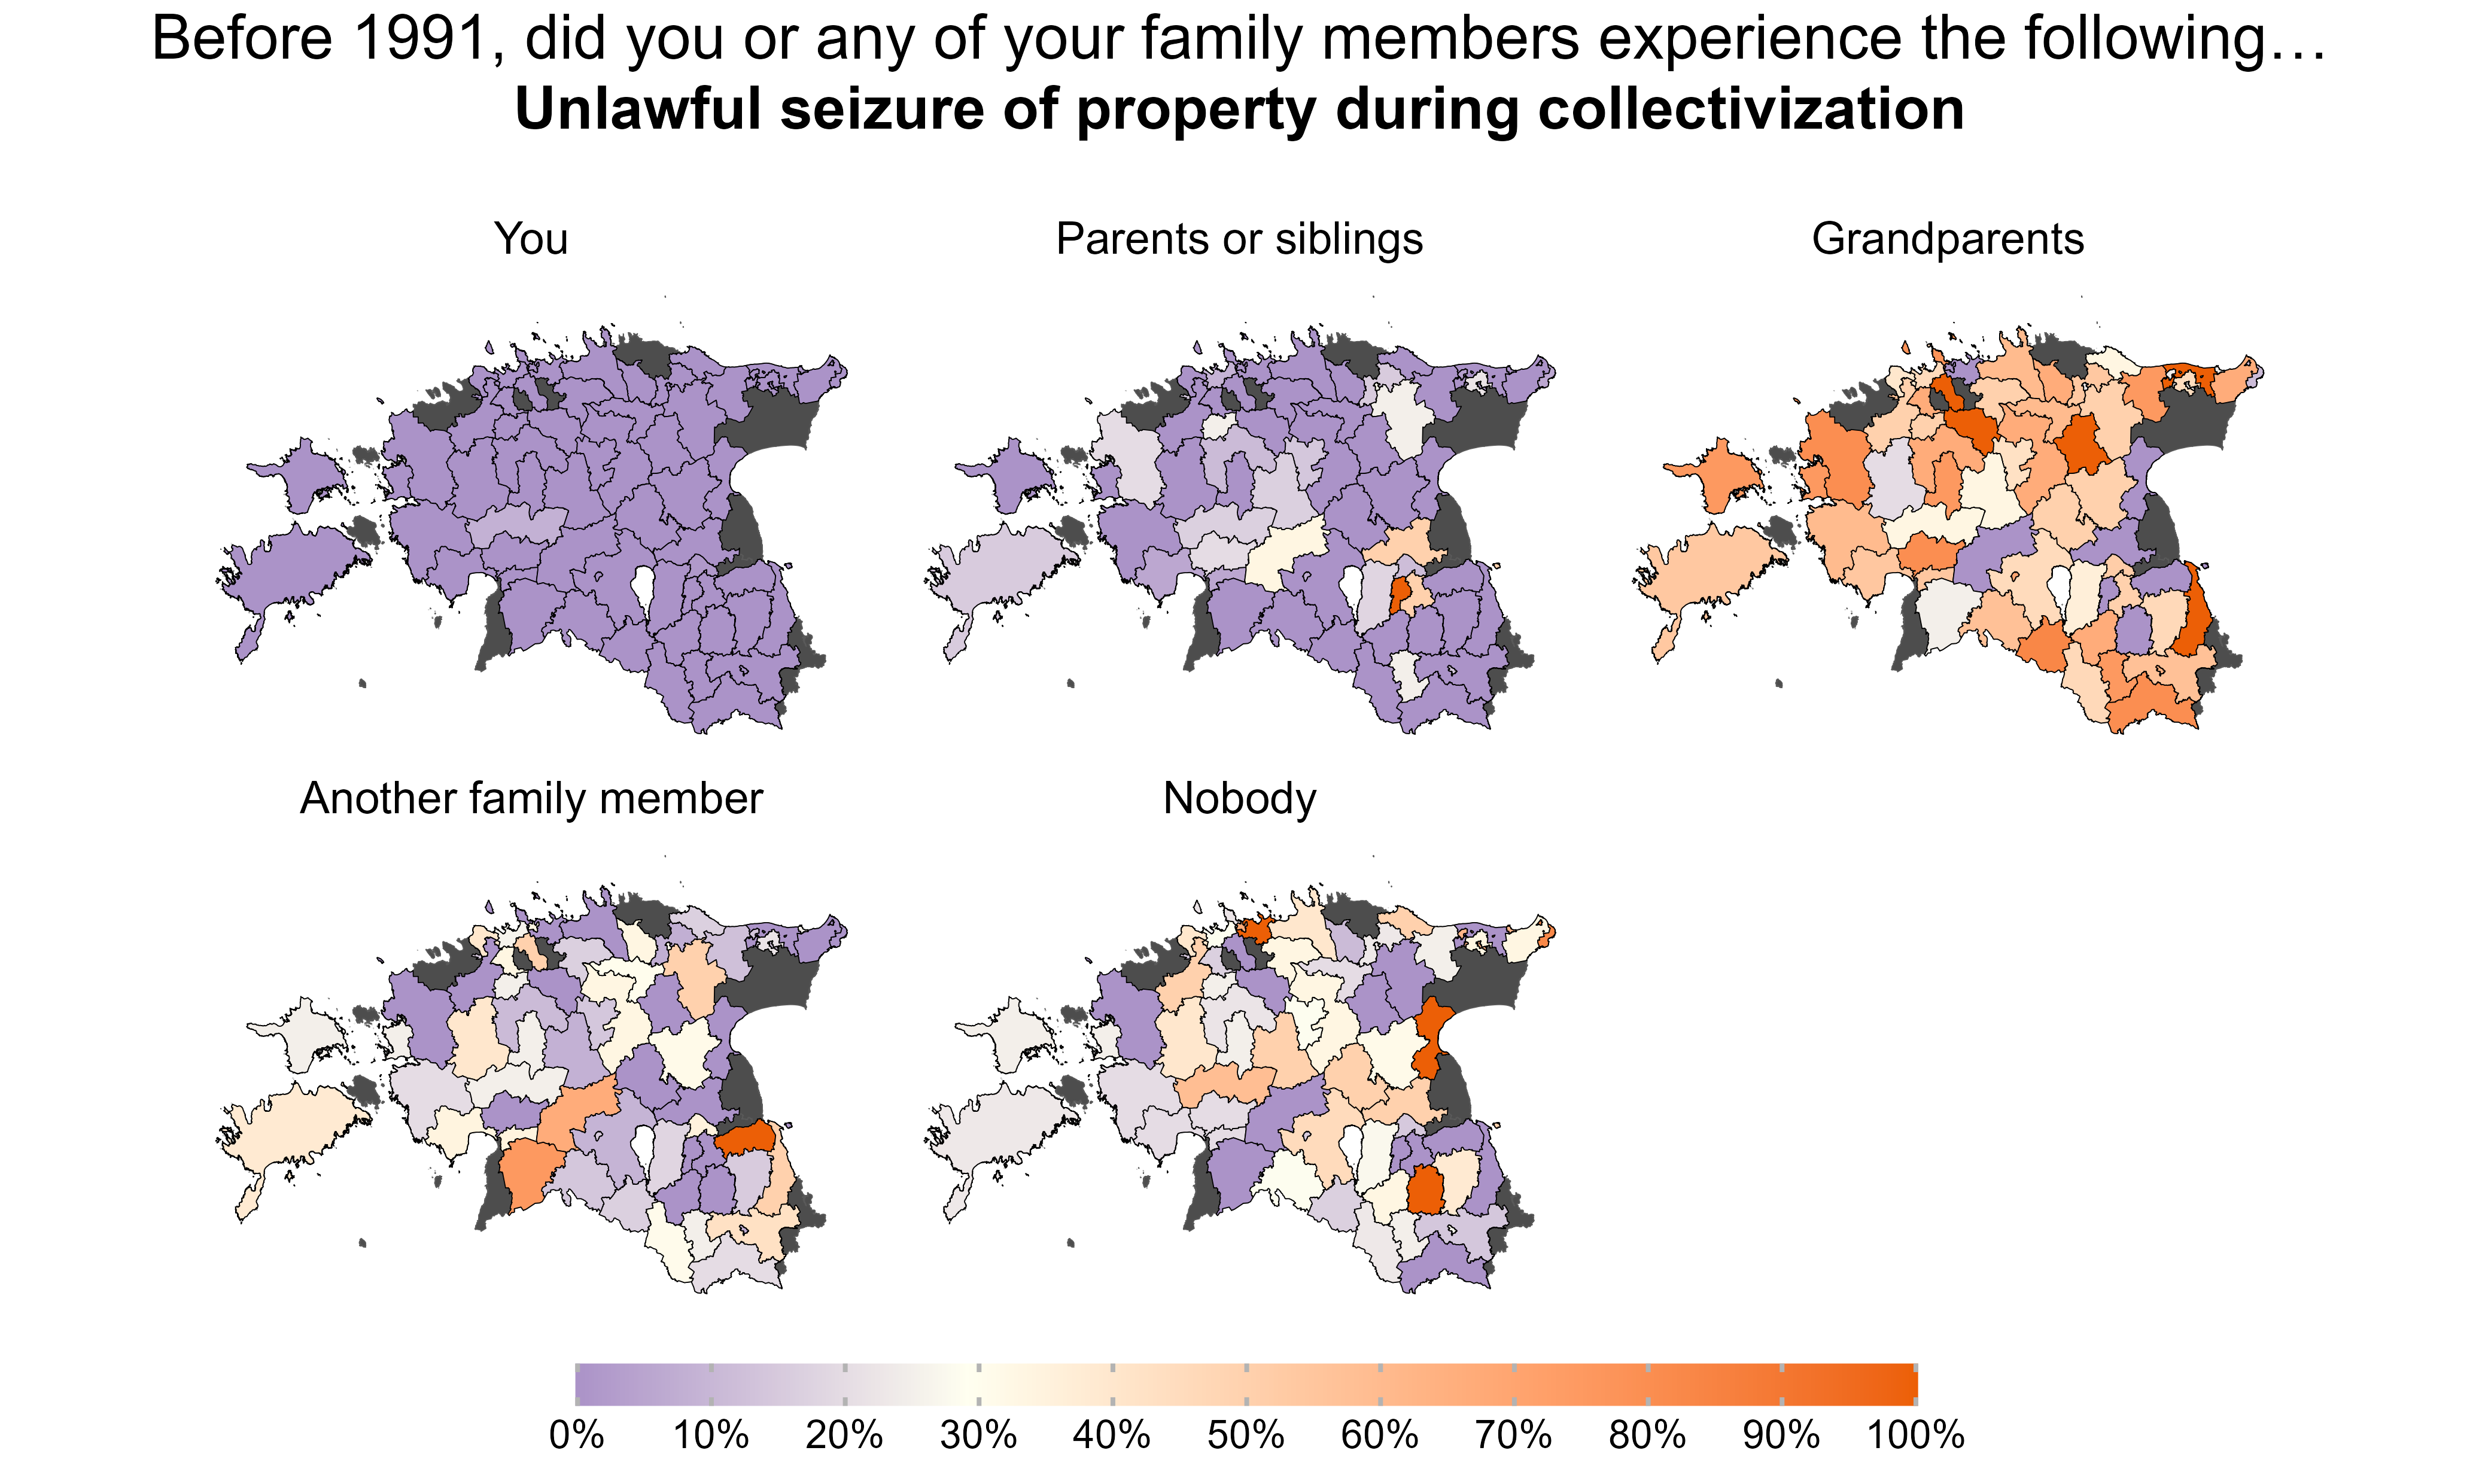 Before 1991, did you or any of your family members experience the following…
Unlawful seizure of property during collectivization
You
Parents or siblings
Grandparents
Another family member
Nobody
0% 10% 20% 30% 40% 50% 60% 70% 80% 90% 100%